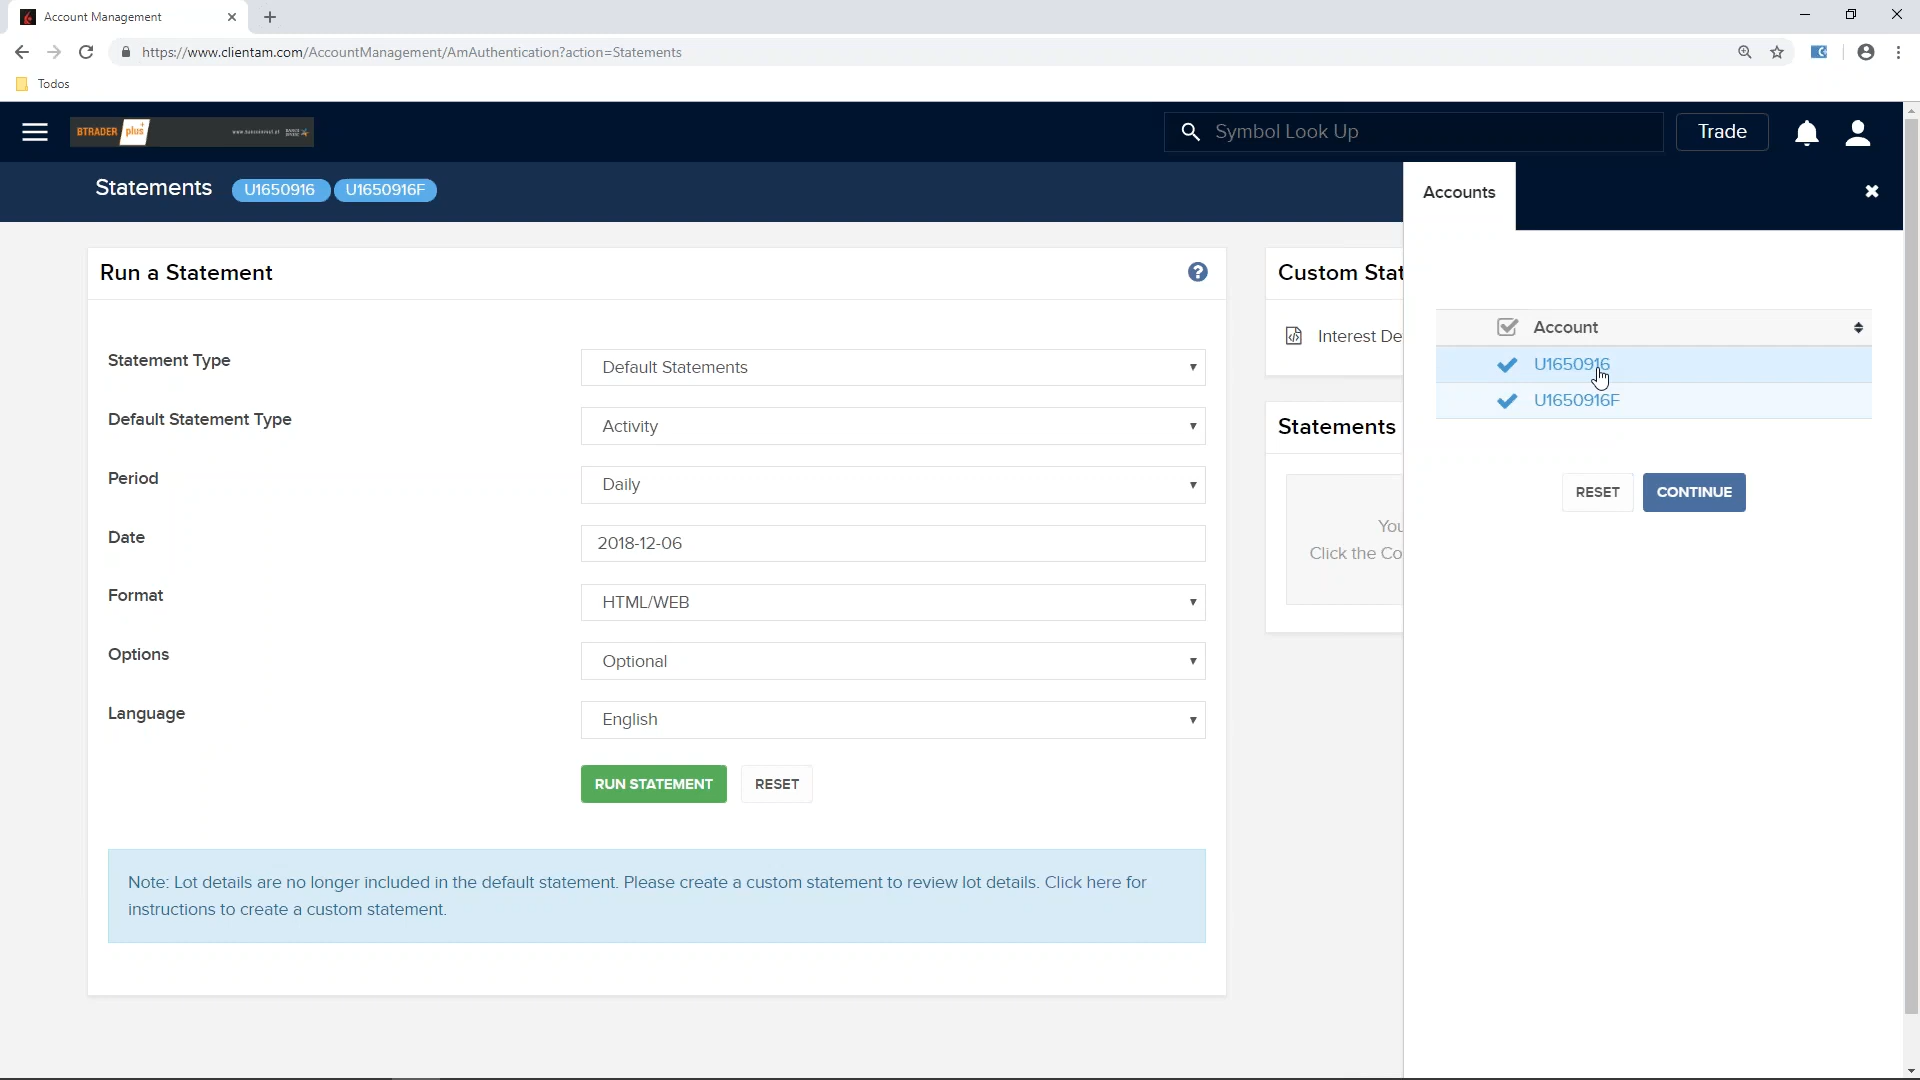 Account Management
https://www.clientam.com/AccountManagement/AmAuthentication?action=Statements
Todos
BTRADER plus+
Symbol Look Up
Trade
Statements U1650916 U1650916F
Accounts
Run a Statement
?
Custom Stat
Interest De
Account
U1650916
U1650916F
Statement Type
Default Statements
Default Statement Type
Activity
Statements
Period
Daily
RESET
CONTINUE
Date
2018-12-06
You
Click the Co
Format
HTML/WEB
Options
Optional
Language
English
RUN STATEMENT
RESET
Note: Lot details are no longer included in the default statement. Please create a custom statement to review lot details. Click here for
instructions to create a custom statement.